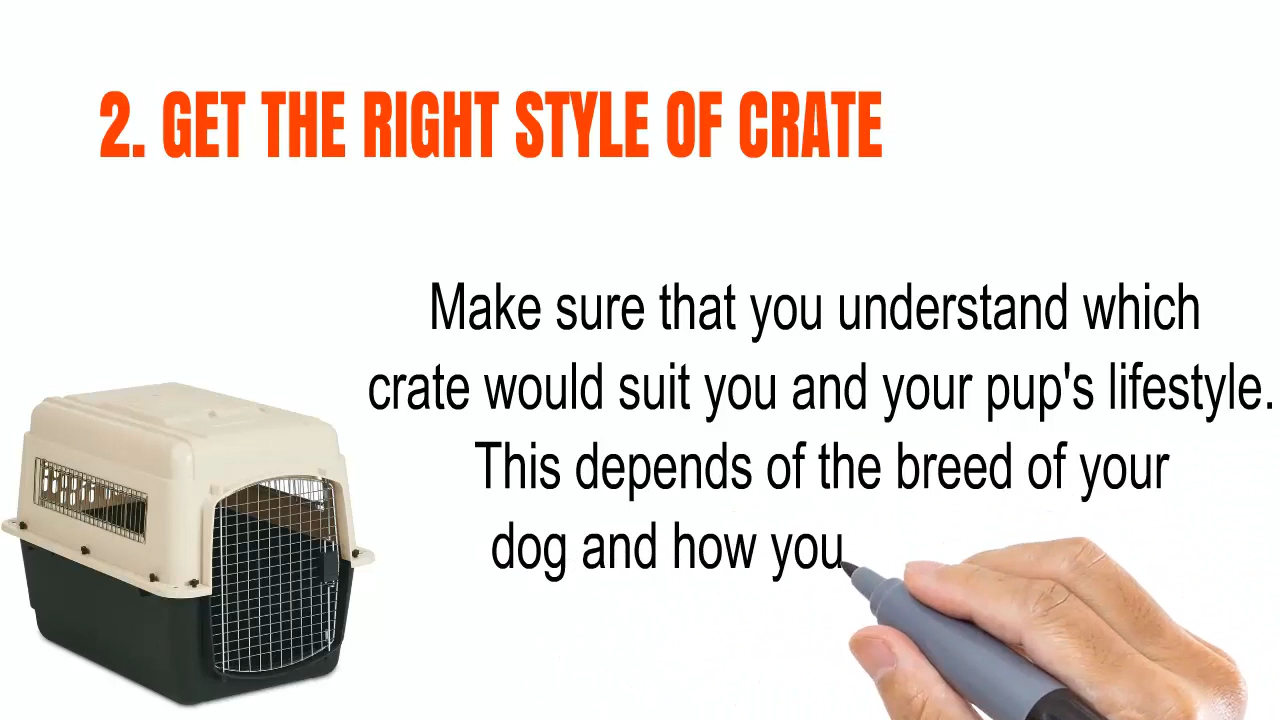 2. GET THE RIGHT STYLE OF CRATE
Make sure that you understand which
crate would suit you and your pup's lifestyle.
This depends of the breed of your
dog and how you